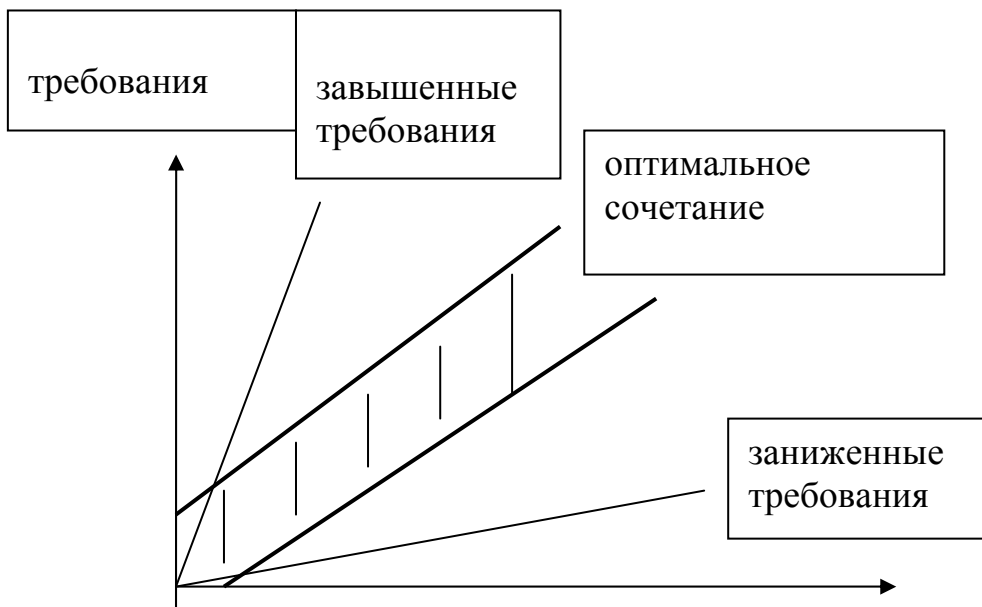 требования
завышенные
требования
оптимальное
сочетание
заниженные
требования